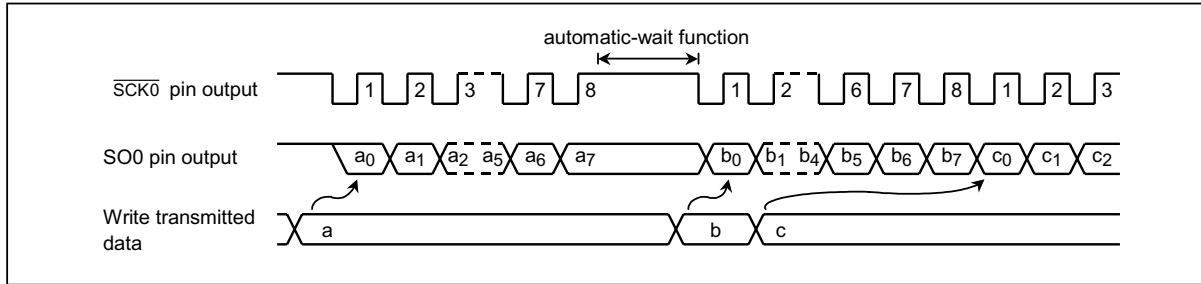 automatic-wait function
SCK0 pin output 1 2 3 7 8 1 2 6 7 8 1 2 3
SO0 pin output a0 a1 a2 a5 a6 a7 b0 b1 b4 b5 b6 b7 c0 c1 c2
Write transmitted
data
a b c